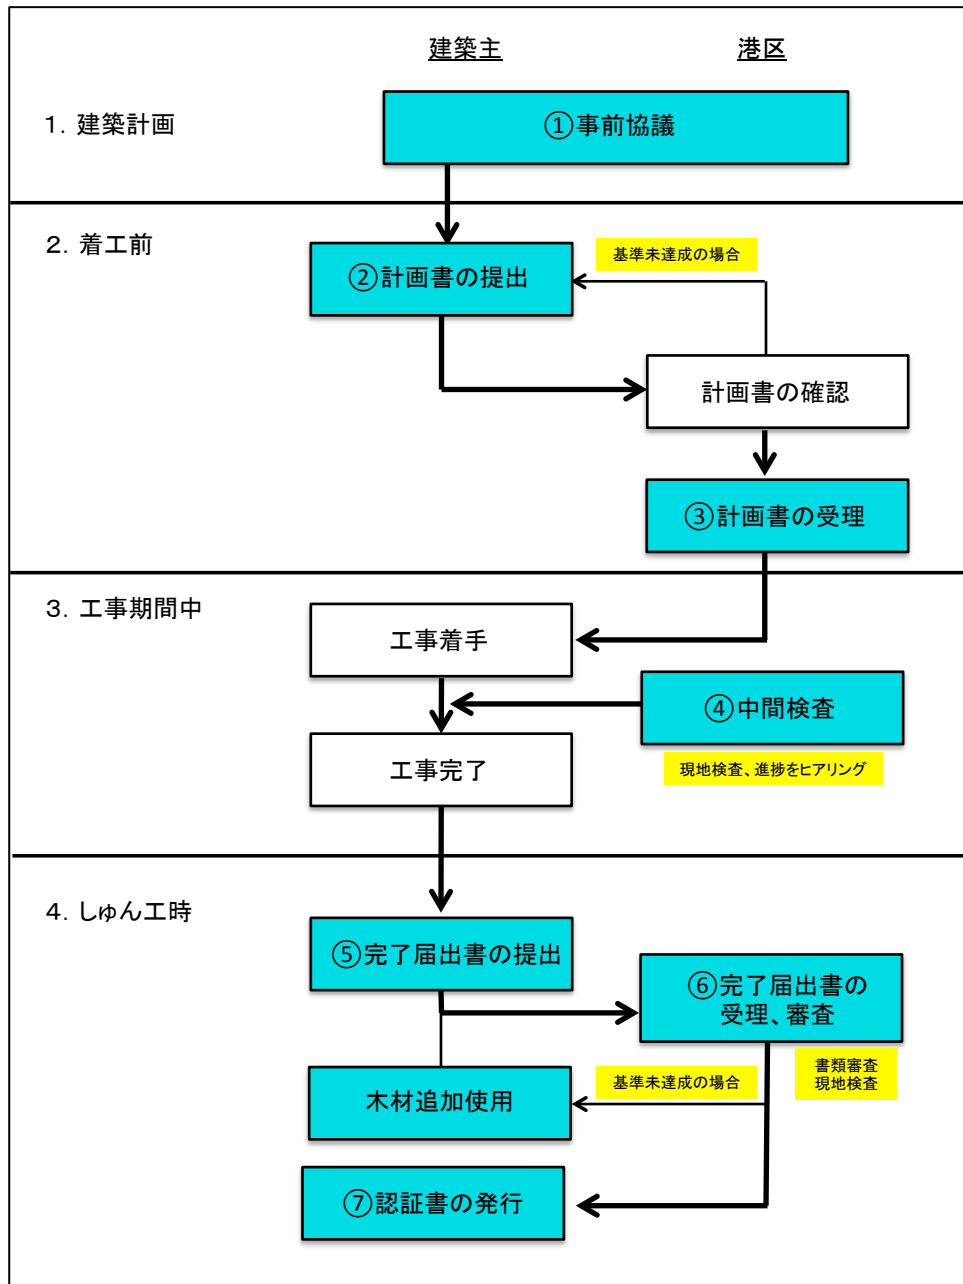 建築主
港区
1．建築計画
①事前協議
2．着工前
②計画書の提出
基準未達成の場合
計画書の確認
③計画書の受理
3．工事期間中
工事着手
④中間検査
現地検査、進捗をヒアリング
工事完了
4．しゅん工時
⑤完了届出書の提出
⑥完了届出書の
受理、審査
書類審査
現地検査
木材追加使用
基準未達成の場合
⑦認証書の発行